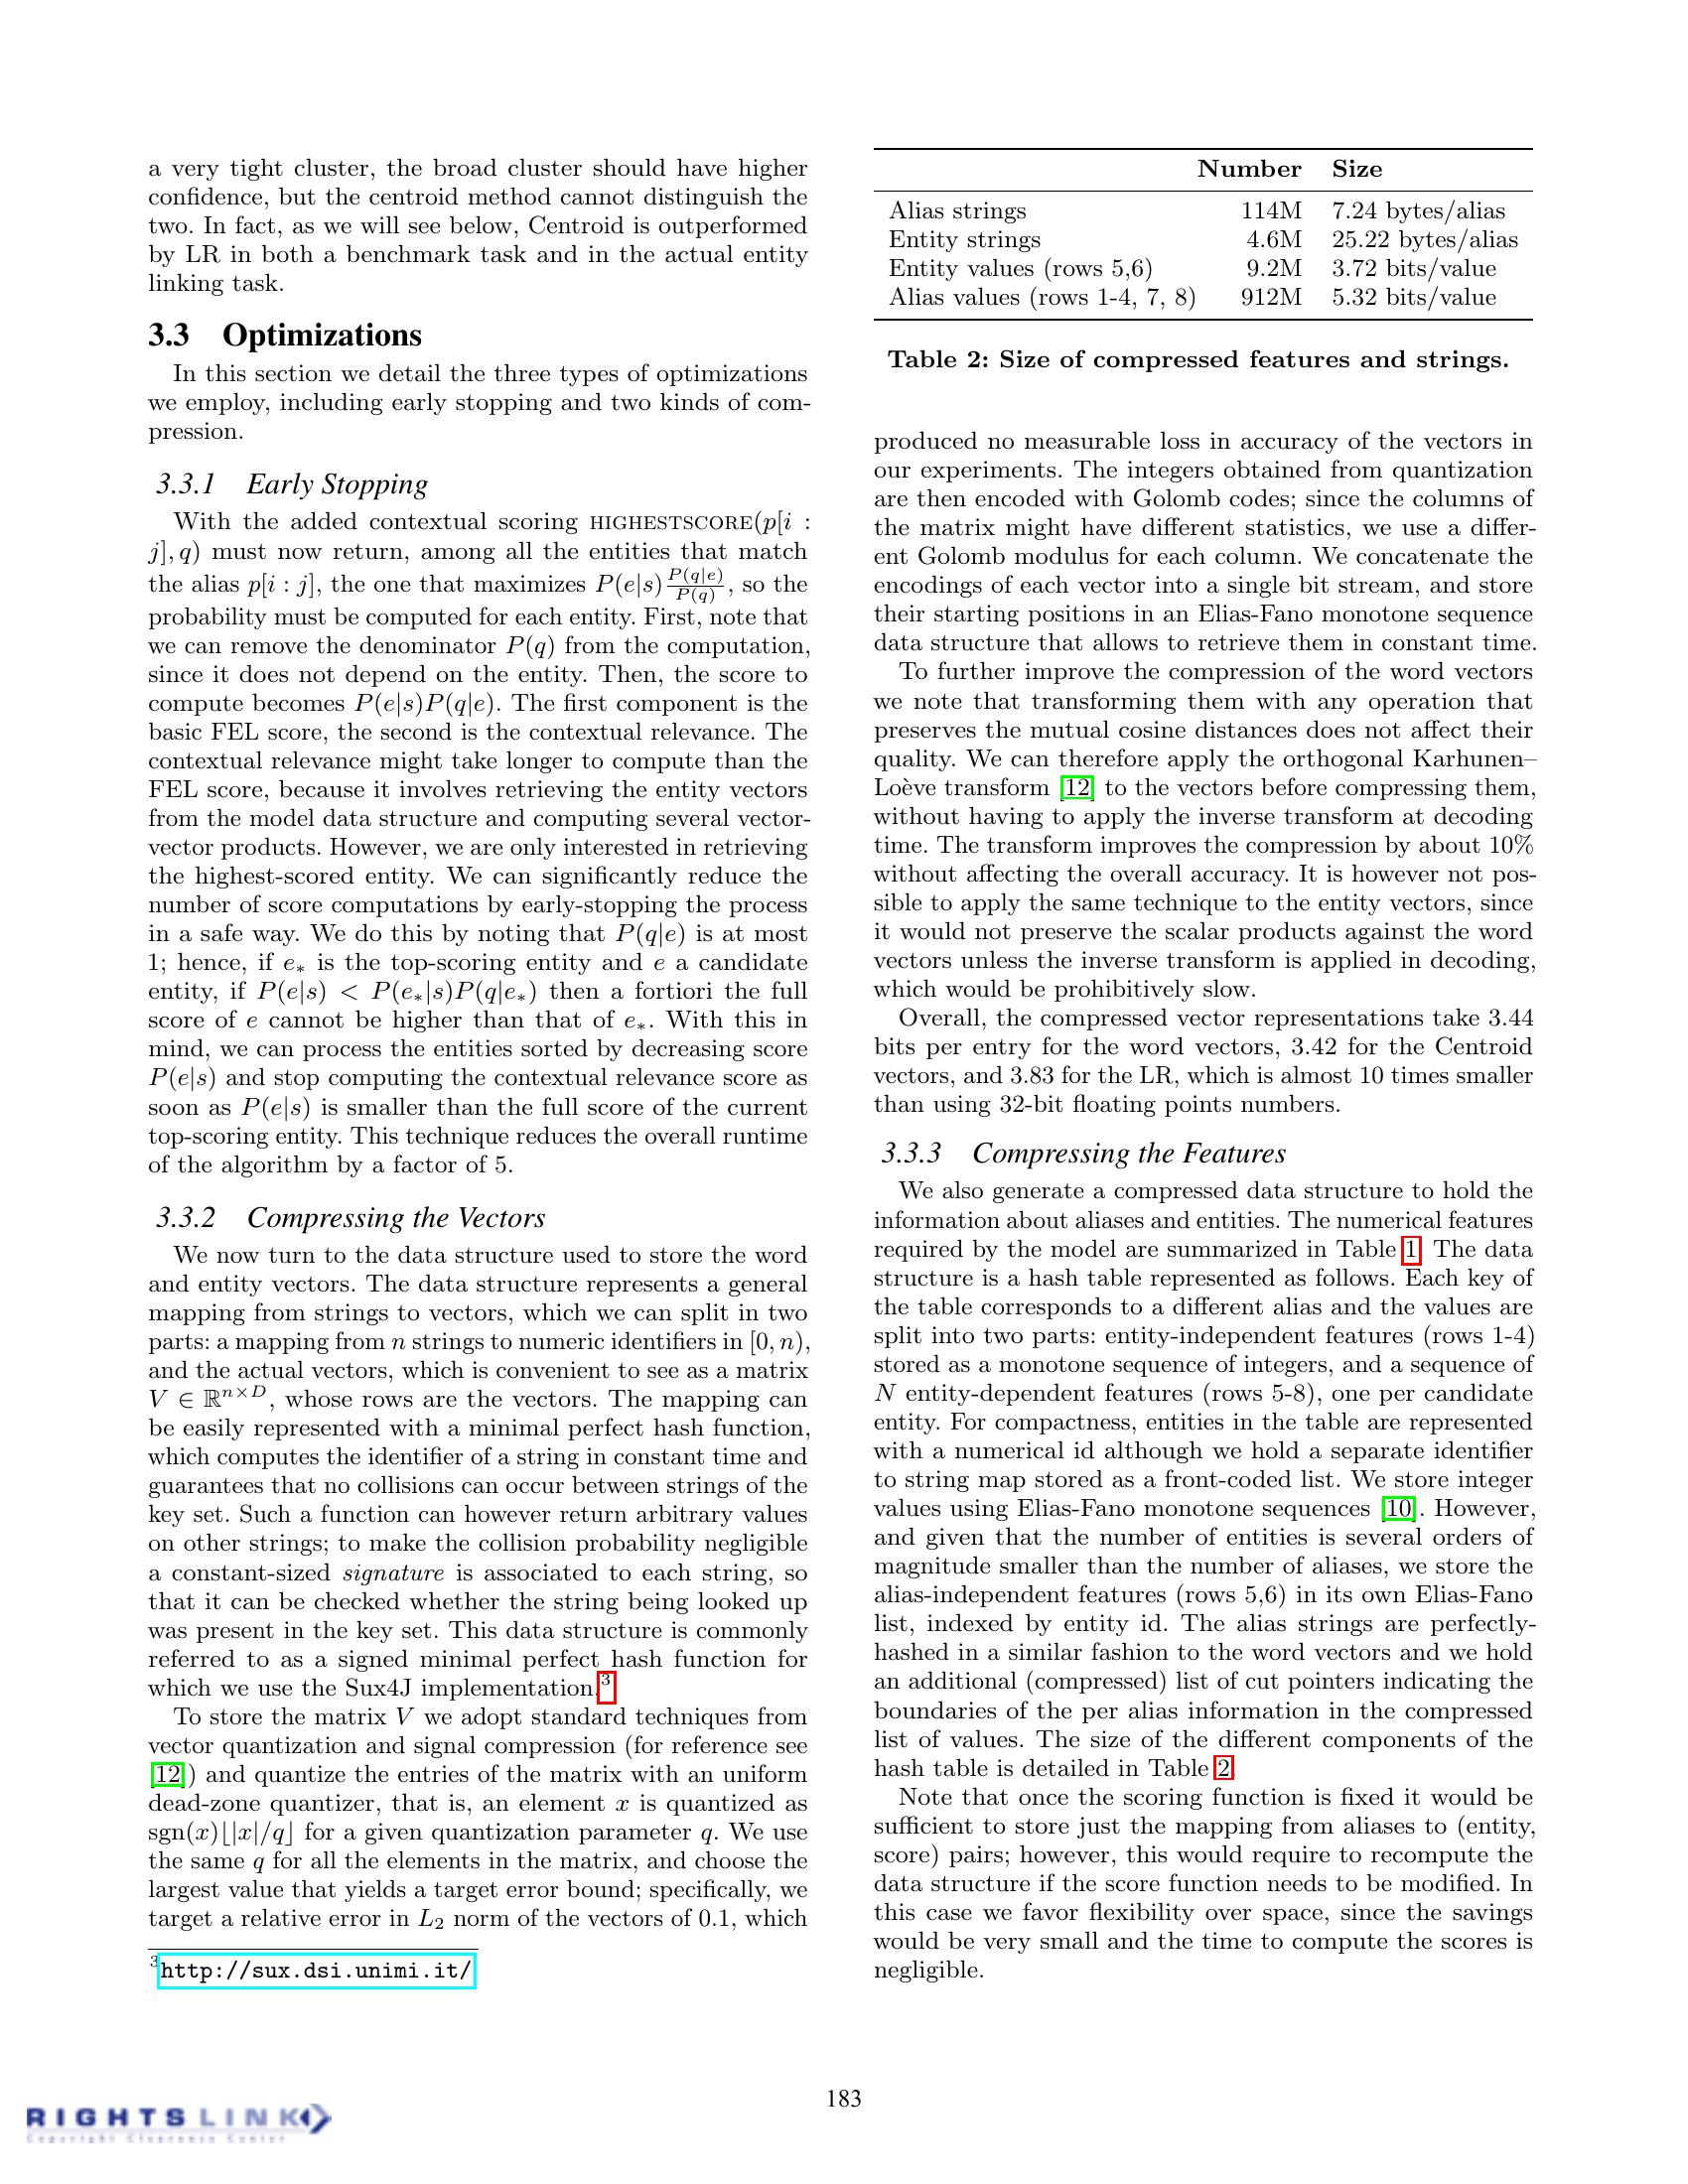 a very tight cluster, the broad cluster should have higher
confidence, but the centroid method cannot distinguish the
two. In fact, as we will see below, Centroid is outperformed
by LR in both a benchmark task and in the actual entity
linking task.
3.3 Optimizations
In this section we detail the three types of optimizations
we employ, including early stopping and two kinds of com-
pression.
3.3.1 Early Stopping
With the added contextual scoring HIGHESTSCORE(p[i :
j], q) must now return, among all the entities that match
the alias p[i : j], the one that maximizes P(e|s) P(q|e)/P(q), so the
probability must be computed for each entity. First, note that
we can remove the denominator P(q) from the computation,
since it does not depend on the entity. Then, the score to
compute becomes P(e|s)P(q|e). The first component is the
basic FEL score, the second is the contextual relevance. The
contextual relevance might take longer to compute than the
FEL score, because it involves retrieving the entity vectors
from the model data structure and computing several vector-
vector products. However, we are only interested in retrieving
the highest-scored entity. We can significantly reduce the
number of score computations by early-stopping the process
in a safe way. We do this by noting that P(q|e) is at most
1; hence, if e∗ is the top-scoring entity and e a candidate
entity, if P(e|s) < P(e∗|s)P(q|e∗) then a fortiori the full
score of e cannot be higher than that of e∗. With this in
mind, we can process the entities sorted by decreasing score
P(e|s) and stop computing the contextual relevance score as
soon as P(e|s) is smaller than the full score of the current
top-scoring entity. This technique reduces the overall runtime
of the algorithm by a factor of 5.
3.3.2 Compressing the Vectors
We now turn to the data structure used to store the word
and entity vectors. The data structure represents a general
mapping from strings to vectors, which we can split in two
parts: a mapping from n strings to numeric identifiers in [0, n),
and the actual vectors, which is convenient to see as a matrix
V ∈ ℝⁿˣᴰ, whose rows are the vectors. The mapping can
be easily represented with a minimal perfect hash function,
which computes the identifier of a string in constant time and
guarantees that no collisions can occur between strings of the
key set. Such a function can however return arbitrary values
on other strings; to make the collision probability negligible
a constant-sized signature is associated to each string, so
that it can be checked whether the string being looked up
was present in the key set. This data structure is commonly
referred to as a signed minimal perfect hash function for
which we use the Sux4J implementation.³
To store the matrix V we adopt standard techniques from
vector quantization and signal compression (for reference see
[12]) and quantize the entries of the matrix with an uniform
dead-zone quantizer, that is, an element x is quantized as
sgn(x)⌊|x|/q⌋ for a given quantization parameter q. We use
the same q for all the elements in the matrix, and choose the
largest value that yields a target error bound; specifically, we
target a relative error in L₂ norm of the vectors of 0.1, which
³http://sux.dsi.unimi.it/
Number Size
Alias strings 114M 7.24 bytes/alias
Entity strings 4.6M 25.22 bytes/alias
Entity values (rows 5,6) 9.2M 3.72 bits/value
Alias values (rows 1-4, 7, 8) 912M 5.32 bits/value
Table 2: Size of compressed features and strings.
produced no measurable loss in accuracy of the vectors in
our experiments. The integers obtained from quantization
are then encoded with Golomb codes; since the columns of
the matrix might have different statistics, we use a differ-
ent Golomb modulus for each column. We concatenate the
encodings of each vector into a single bit stream, and store
their starting positions in an Elias-Fano monotone sequence
data structure that allows to retrieve them in constant time.
To further improve the compression of the word vectors
we note that transforming them with any operation that
preserves the mutual cosine distances does not affect their
quality. We can therefore apply the orthogonal Karhunen–
Loève transform [12] to the vectors before compressing them,
without having to apply the inverse transform at decoding
time. The transform improves the compression by about 10%
without affecting the overall accuracy. It is however not pos-
sible to apply the same technique to the entity vectors, since
it would not preserve the scalar products against the word
vectors unless the inverse transform is applied in decoding,
which would be prohibitively slow.
Overall, the compressed vector representations take 3.44
bits per entry for the word vectors, 3.42 for the Centroid
vectors, and 3.83 for the LR, which is almost 10 times smaller
than using 32-bit floating points numbers.
3.3.3 Compressing the Features
We also generate a compressed data structure to hold the
information about aliases and entities. The numerical features
required by the model are summarized in Table 1. The data
structure is a hash table represented as follows. Each key of
the table corresponds to a different alias and the values are
split into two parts: entity-independent features (rows 1-4)
stored as a monotone sequence of integers, and a sequence of
N entity-dependent features (rows 5-8), one per candidate
entity. For compactness, entities in the table are represented
with a numerical id although we hold a separate identifier
to string map stored as a front-coded list. We store integer
values using Elias-Fano monotone sequences [10]. However,
and given that the number of entities is several orders of
magnitude smaller than the number of aliases, we store the
alias-independent features (rows 5,6) in its own Elias-Fano
list, indexed by entity id. The alias strings are perfectly-
hashed in a similar fashion to the word vectors and we hold
an additional (compressed) list of cut pointers indicating the
boundaries of the per alias information in the compressed
list of values. The size of the different components of the
hash table is detailed in Table 2.
Note that once the scoring function is fixed it would be
sufficient to store just the mapping from aliases to (entity,
score) pairs; however, this would require to recompute the
data structure if the score function needs to be modified. In
this case we favor flexibility over space, since the savings
would be very small and the time to compute the scores is
negligible.
183
RIGHTSLINK
Copyright Clearance Center